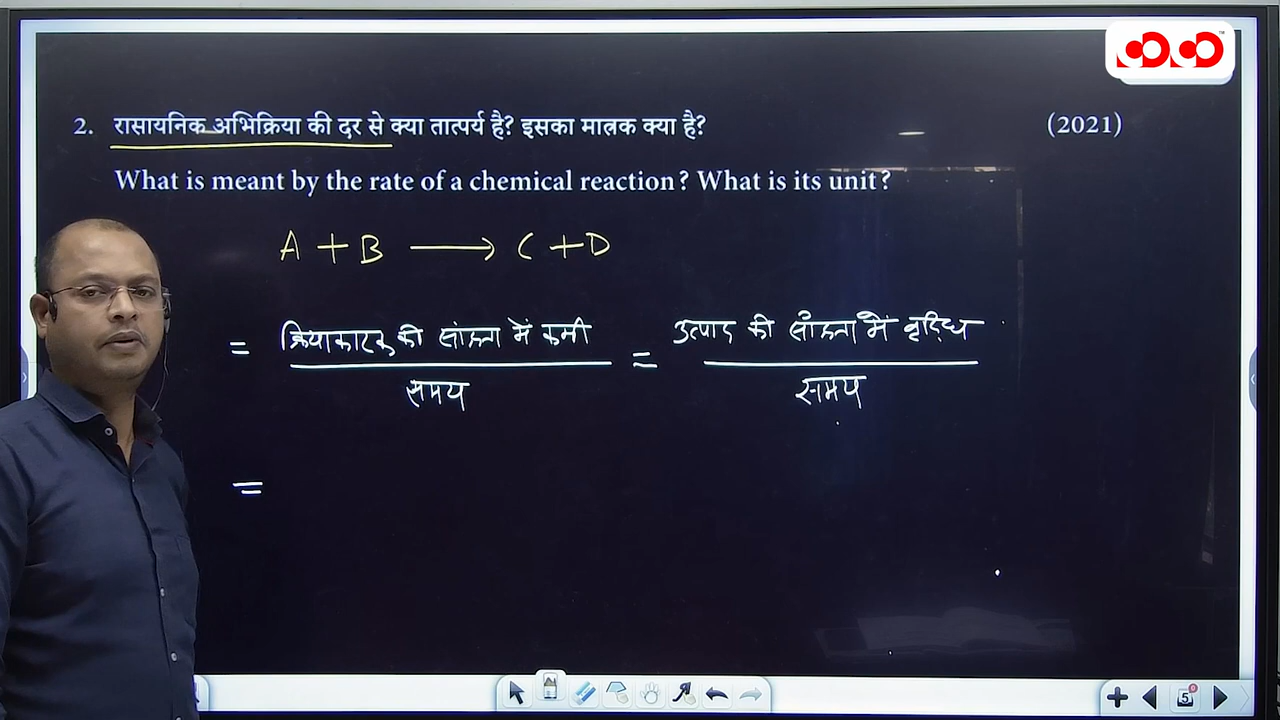 2. रासायनिक अभिक्रिया की दर से क्या तात्पर्य है? इसका मात्रक क्या है? (2021)
What is meant by the rate of a chemical reaction? What is its unit?
A + B ⟶ C + D
= क्रियाकारक की सांद्रता में कमी / समय = उत्पाद की सांद्रता में वृद्धि / समय
=
5